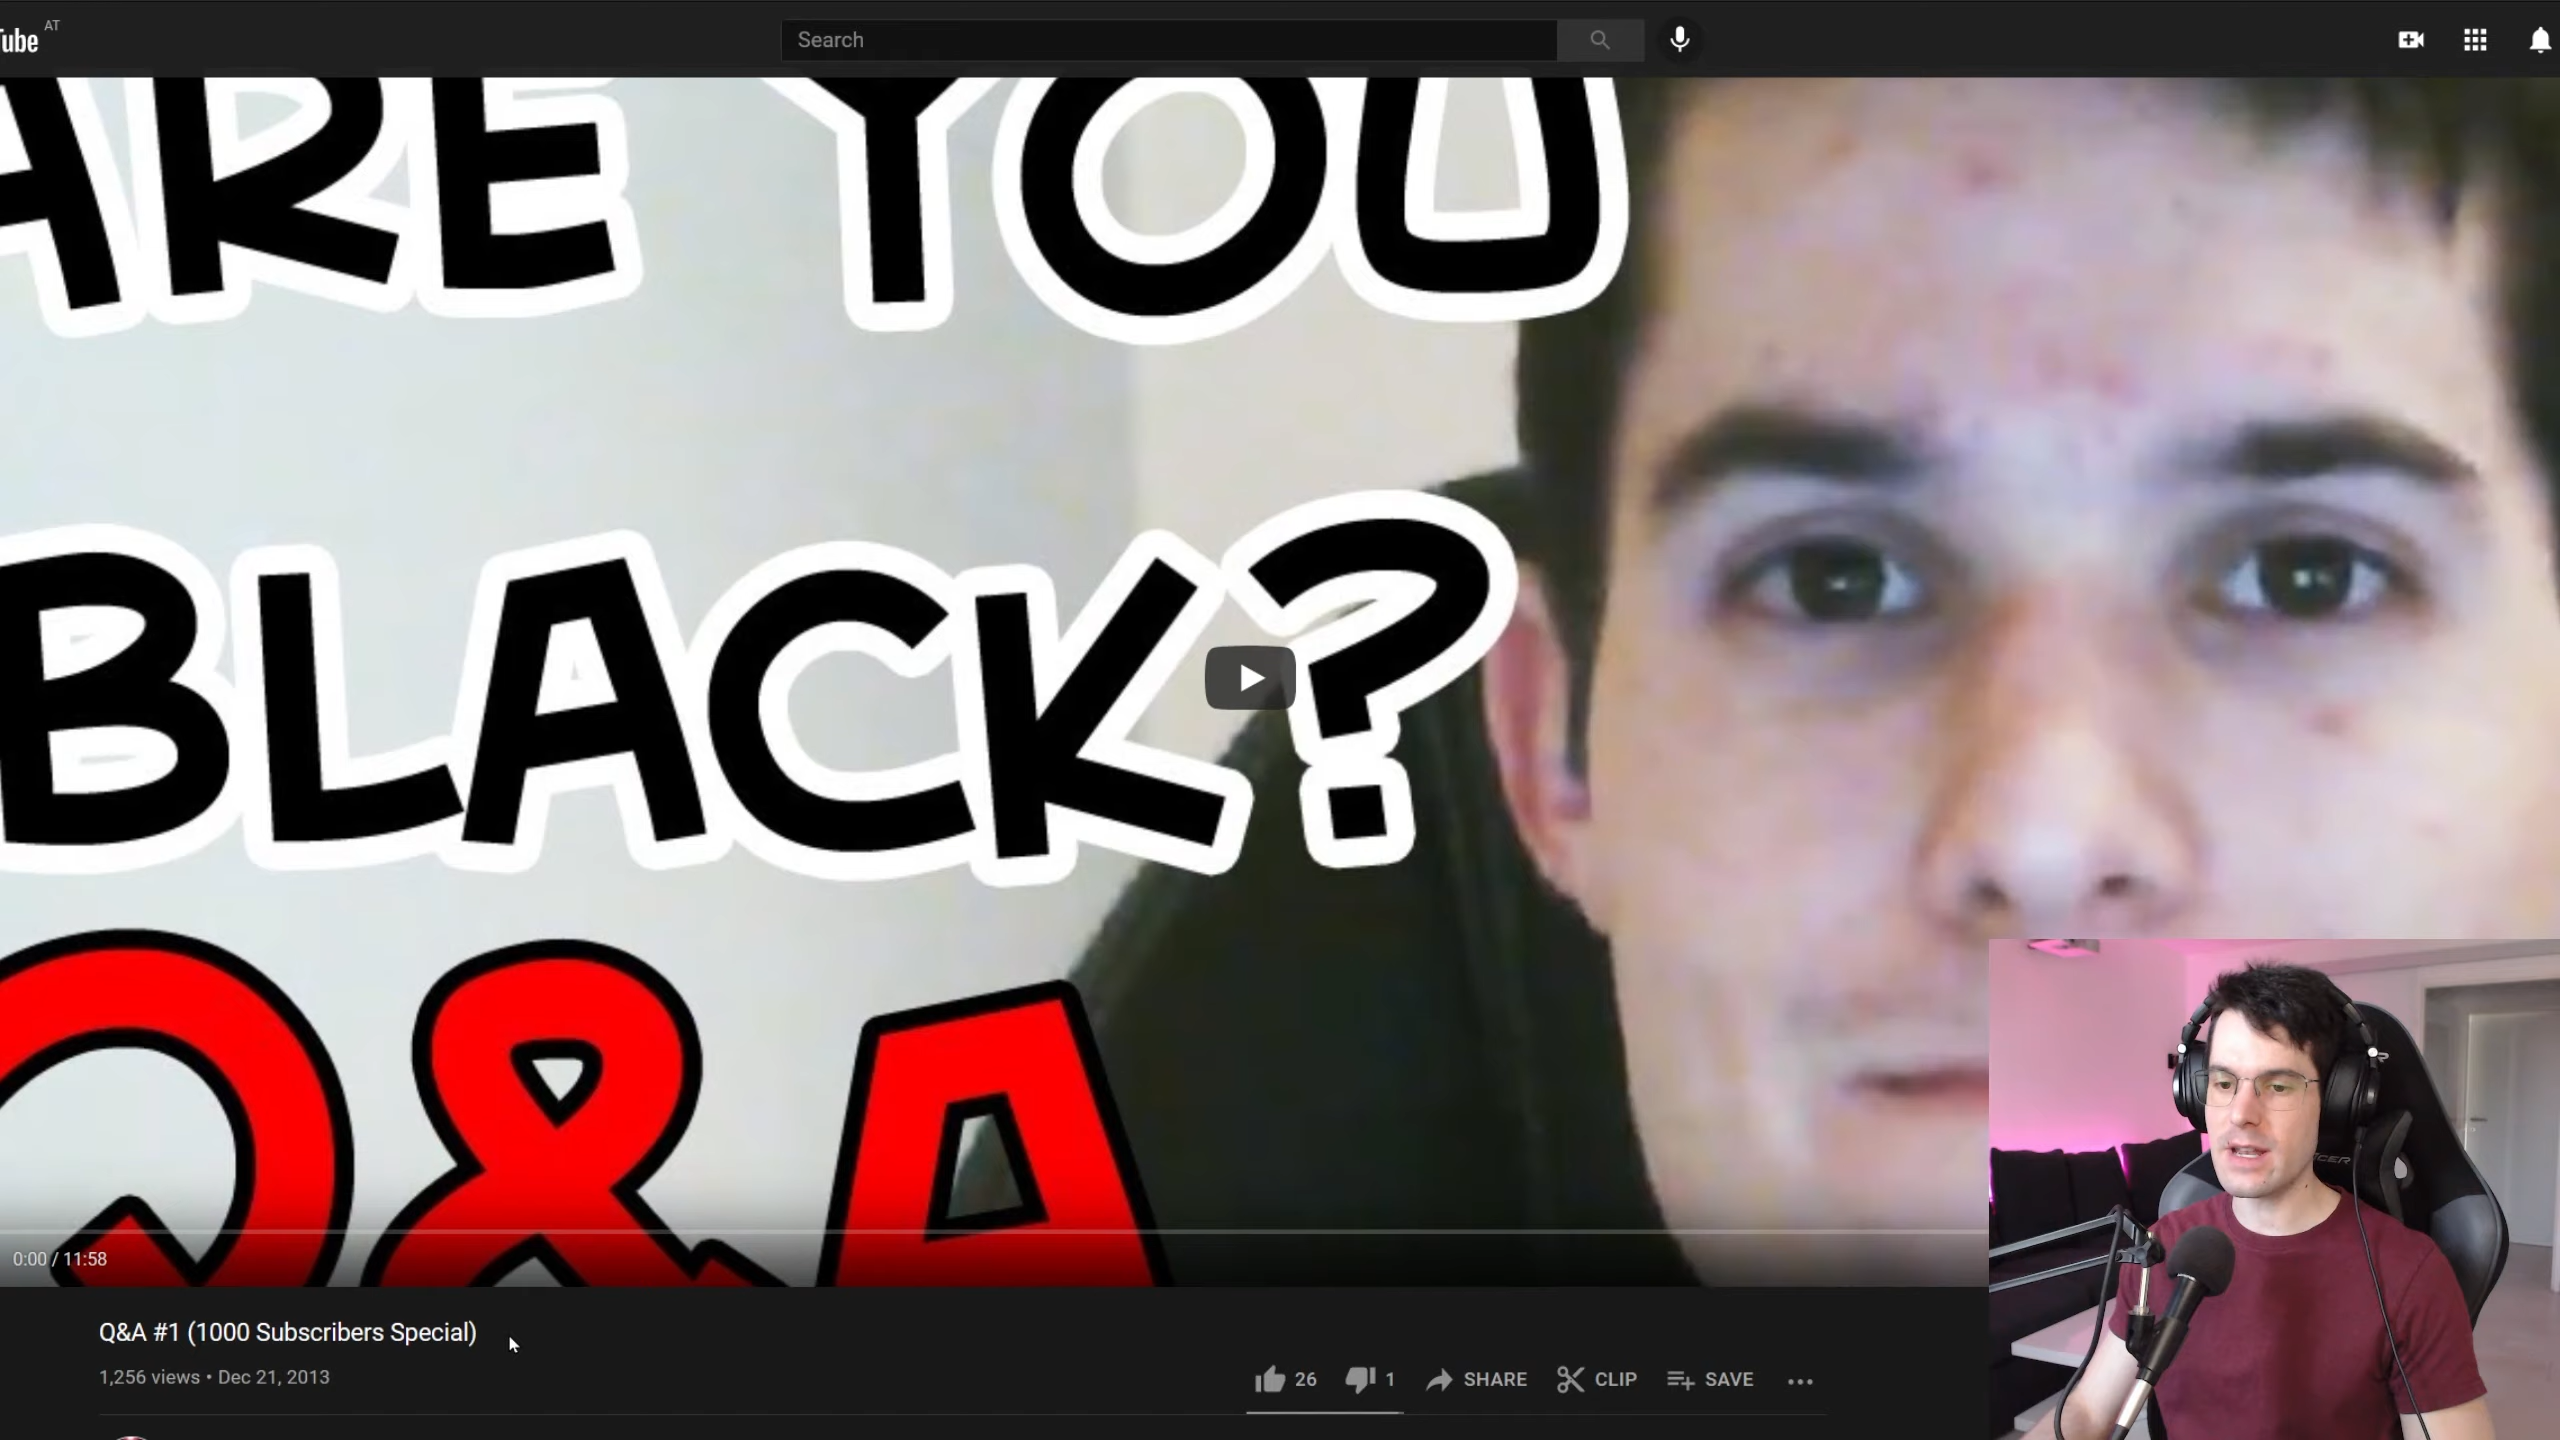 Tube AT
Search
ARE YOU
BLACK?
Q&A
0:00 / 11:58
Q&A #1 (1000 Subscribers Special)
1,256 views • Dec 21, 2013
26
1
SHARE
CLIP
SAVE